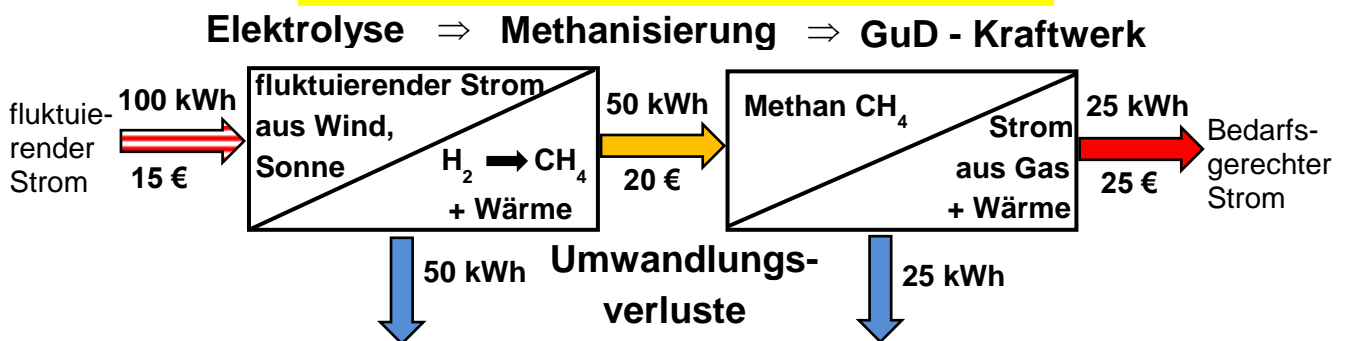 Elektrolyse ⇒ Methanisierung ⇒ GuD - Kraftwerk
fluktuie-
render
Strom
100 kWh
15 €
fluktuierender Strom
aus Wind,
Sonne
H2 → CH4
+ Wärme
50 kWh
20 €
Methan CH4
Strom
aus Gas
+ Wärme
25 kWh
25 €
Bedarfs-
gerechter
Strom
50 kWh
Umwandlungs-
verluste
25 kWh